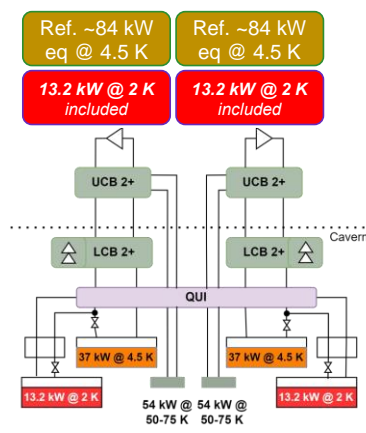 Ref. ~84 kW
eq @ 4.5 K
Ref. ~84 kW
eq @ 4.5 K
13.2 kW @ 2 K
included
13.2 kW @ 2 K
included
UCB 2+
UCB 2+
Cavern
LCB 2+
LCB 2+
QUI
37 kW @ 4.5 K
37 kW @ 4.5 K
13.2 kW @ 2 K
13.2 kW @ 2 K
54 kW @
50-75 K
54 kW @
50-75 K